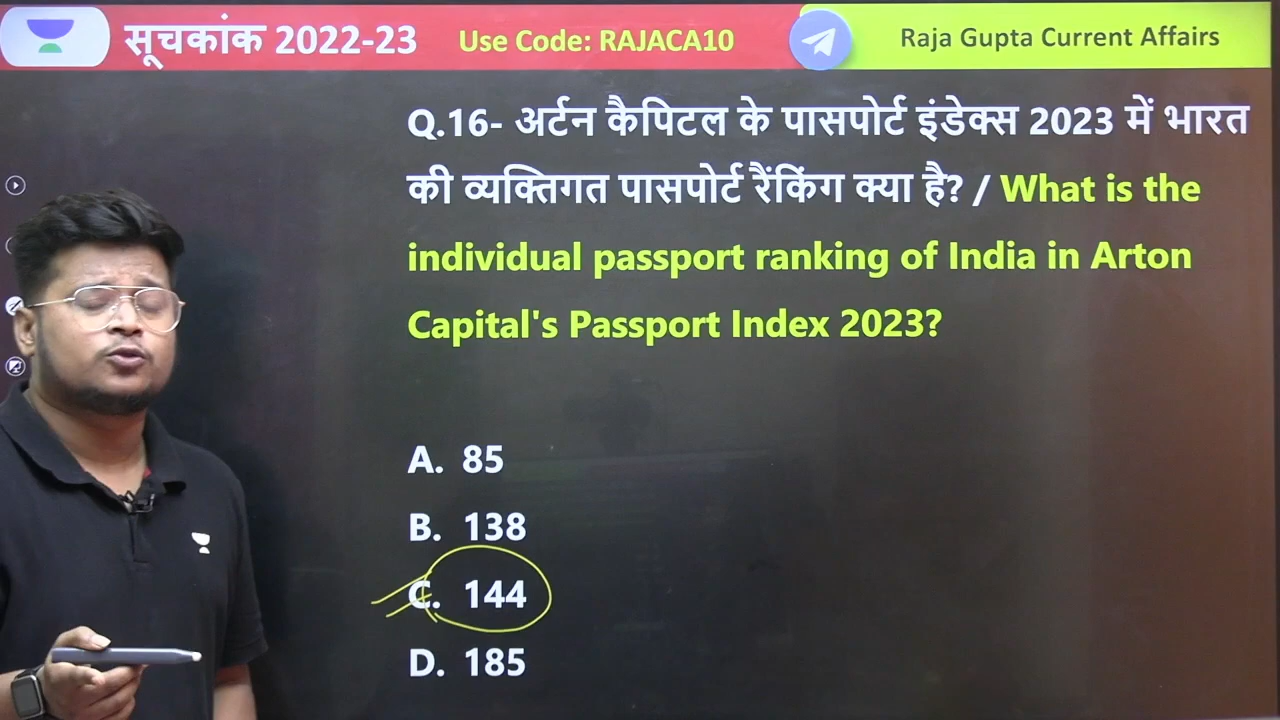 सूचकांक 2022-23
Use Code: RAJACA10
Raja Gupta Current Affairs
Q.16- अर्टन कैपिटल के पासपोर्ट इंडेक्स 2023 में भारत
की व्यक्तिगत पासपोर्ट रैंकिंग क्या है? / What is the
individual passport ranking of India in Arton
Capital's Passport Index 2023?
A. 85
B. 138
C. 144
D. 185